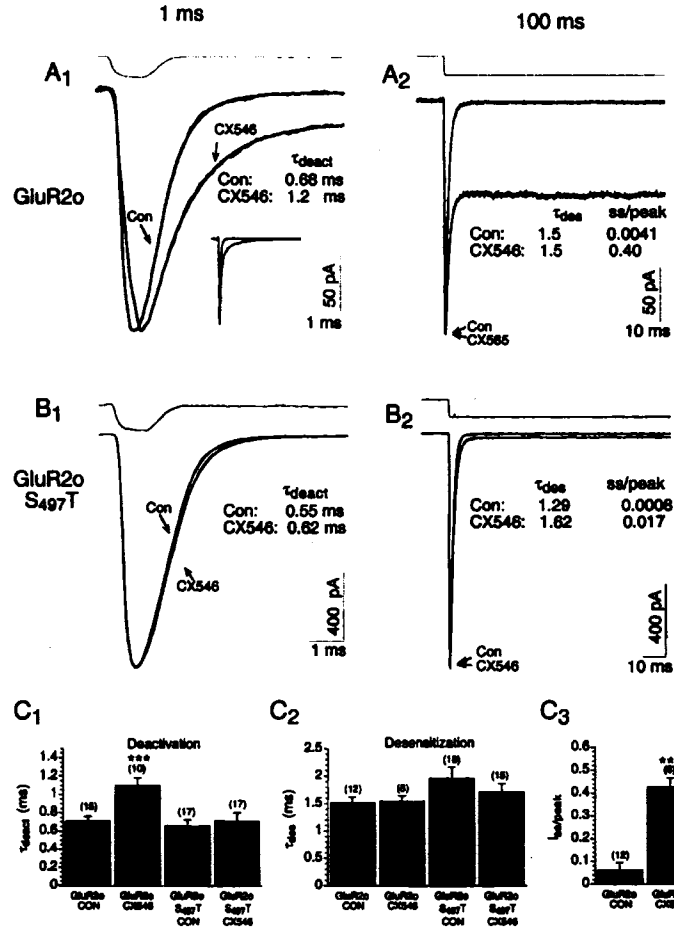 1 ms
100 ms
A1
A2
GluR2o
CX546
Con
τdeact
Con: 0.68 ms
CX546: 1.2 ms
50 pA
1 ms
τdes ss/peak
Con: 1.5 0.0041
CX546: 1.5 0.40
50 pA
10 ms
Con
CX565
B1
B2
GluR2o
S497T
Con
CX546
τdeact
Con: 0.55 ms
CX546: 0.62 ms
400 pA
1 ms
τdes ss/peak
Con: 1.29 0.0008
CX546: 1.62 0.017
400 pA
10 ms
Con
CX546
C1
Deactivation
τdeact (ms)
1.4
1.2
1
0.8
0.6
0.4
0.2
0
(16)
***
(10)
(17)
(17)
GluR2o
CON
GluR2o
CX546
GluR2o
S497T
CON
GluR2o
S497T
CX546
C2
Desensitization
τdes (ms)
2.5
2
1.5
1
0.5
0
(12)
(18)
GluR2o
CON
GluR2o
CX546
GluR2o
S497T
CON
GluR2o
S497T
CX546
C3
Iss/peak
0.6
0.5
0.4
0.3
0.2
0.1
0
(12)
**
GluR2o
CON